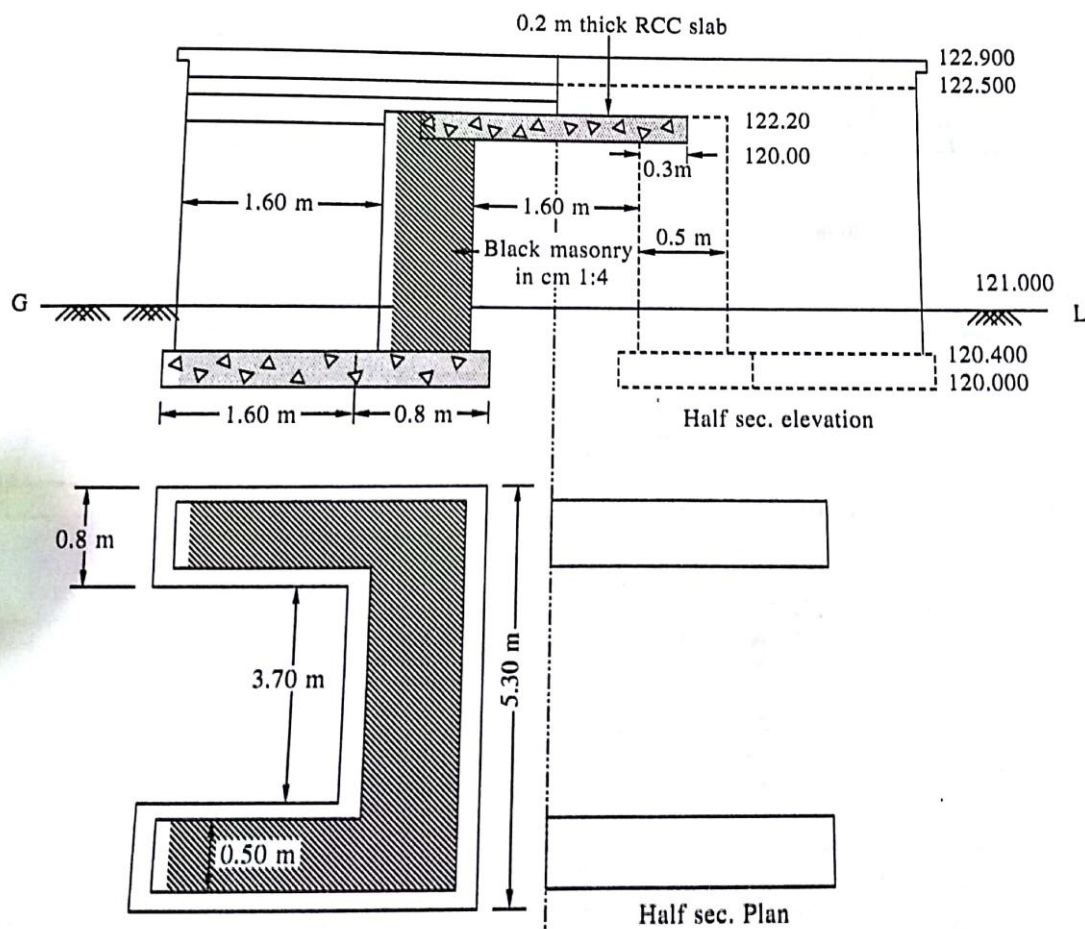 0.2 m thick RCC slab
122.900
122.500
122.20
120.00
0.3m
1.60 m
1.60 m
0.5 m
Black masonry
in cm 1:4
121.000
G
L
120.400
120.000
1.60 m
0.8 m
Half sec. elevation
0.8 m
3.70 m
5.30 m
0.50 m
Half sec. Plan